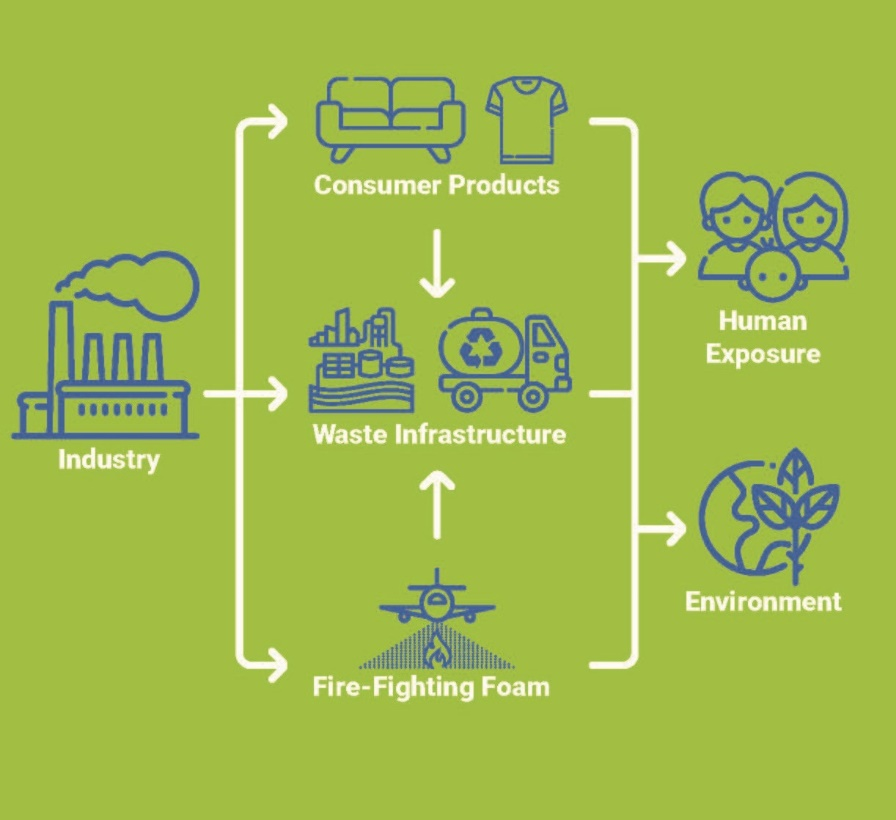 Consumer Products
Human
Exposure
Waste Infrastructure
Industry
Environment
Fire-Fighting Foam